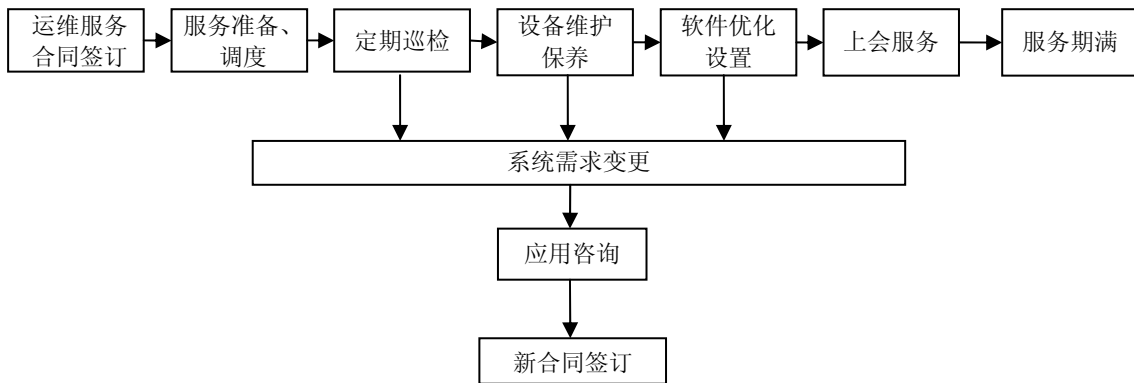 运维服务
合同签订
服务准备、
调度
定期巡检
设备维护
保养
软件优化
设置
上会服务
服务期满
系统需求变更
应用咨询
新合同签订